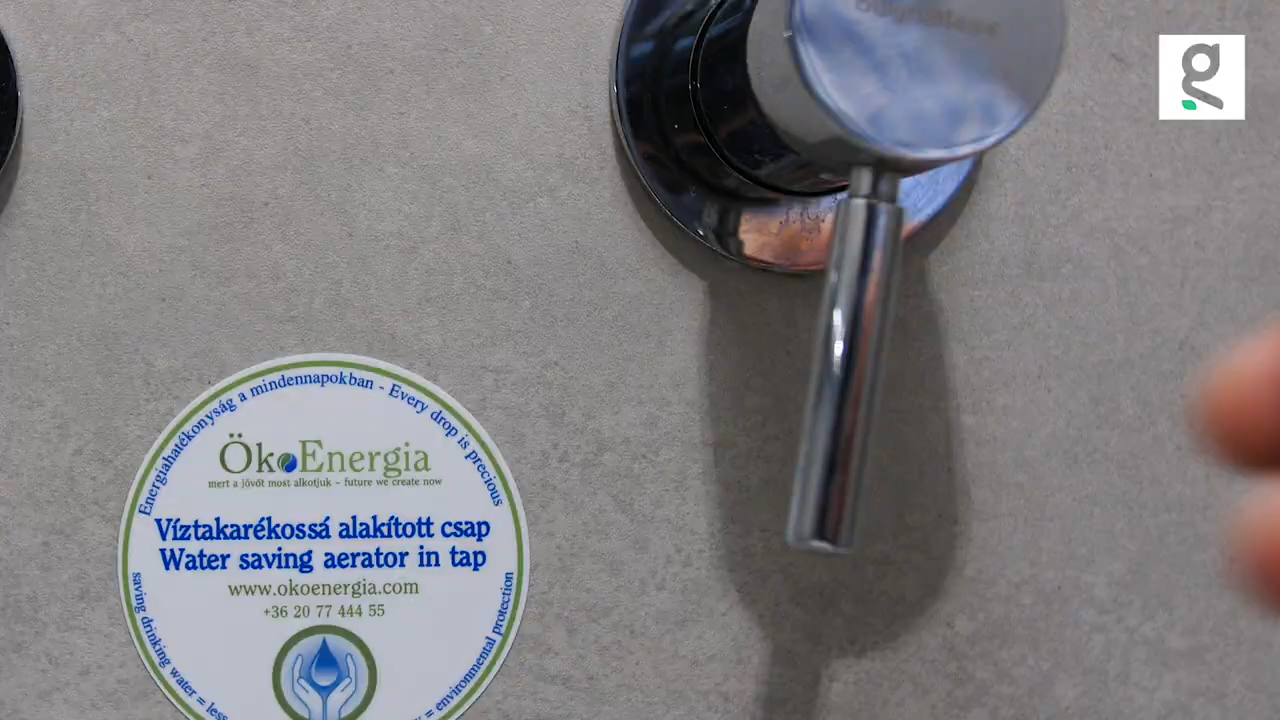 Energiahatékonyság a mindennapokban - Every drop is precious
ÖkoEnergia
mert a jövőt most alkotjuk - future we create now
Víztakarékossá alakított csap
Water saving aerator in tap
www.okoenergia.com
+36 20 77 444 55
saving drinking water = less
= environmental protection